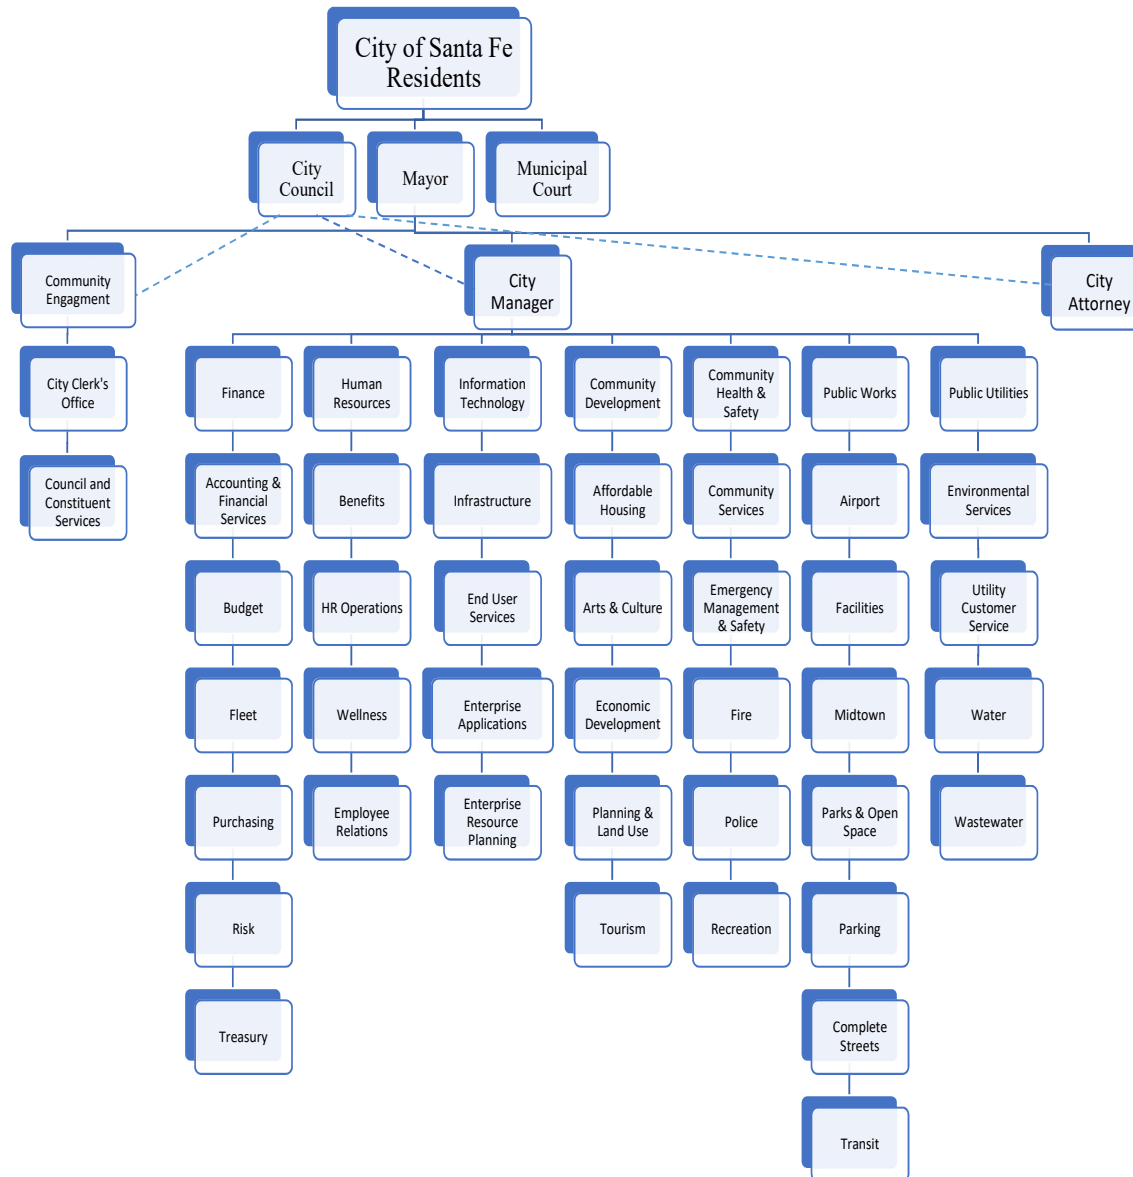 City of Santa Fe
Residents
City
Council
Mayor
Municipal
Court
Community
Engagment
City
Manager
City
Attorney
City Clerk's
Office
Finance
Human
Resources
Information
Technology
Community
Development
Community
Health &
Safety
Public Works
Public Utilities
Council and
Constituent
Services
Accounting &
Financial
Services
Benefits
Infrastructure
Affordable
Housing
Community
Services
Airport
Environmental
Services
Budget
HR Operations
End User
Services
Arts & Culture
Emergency
Management
& Safety
Facilities
Utility
Customer
Service
Fleet
Wellness
Enterprise
Applications
Economic
Development
Fire
Midtown
Water
Purchasing
Employee
Relations
Enterprise
Resource
Planning
Planning &
Land Use
Police
Parks & Open
Space
Wastewater
Risk
Tourism
Recreation
Parking
Treasury
Complete
Streets
Transit